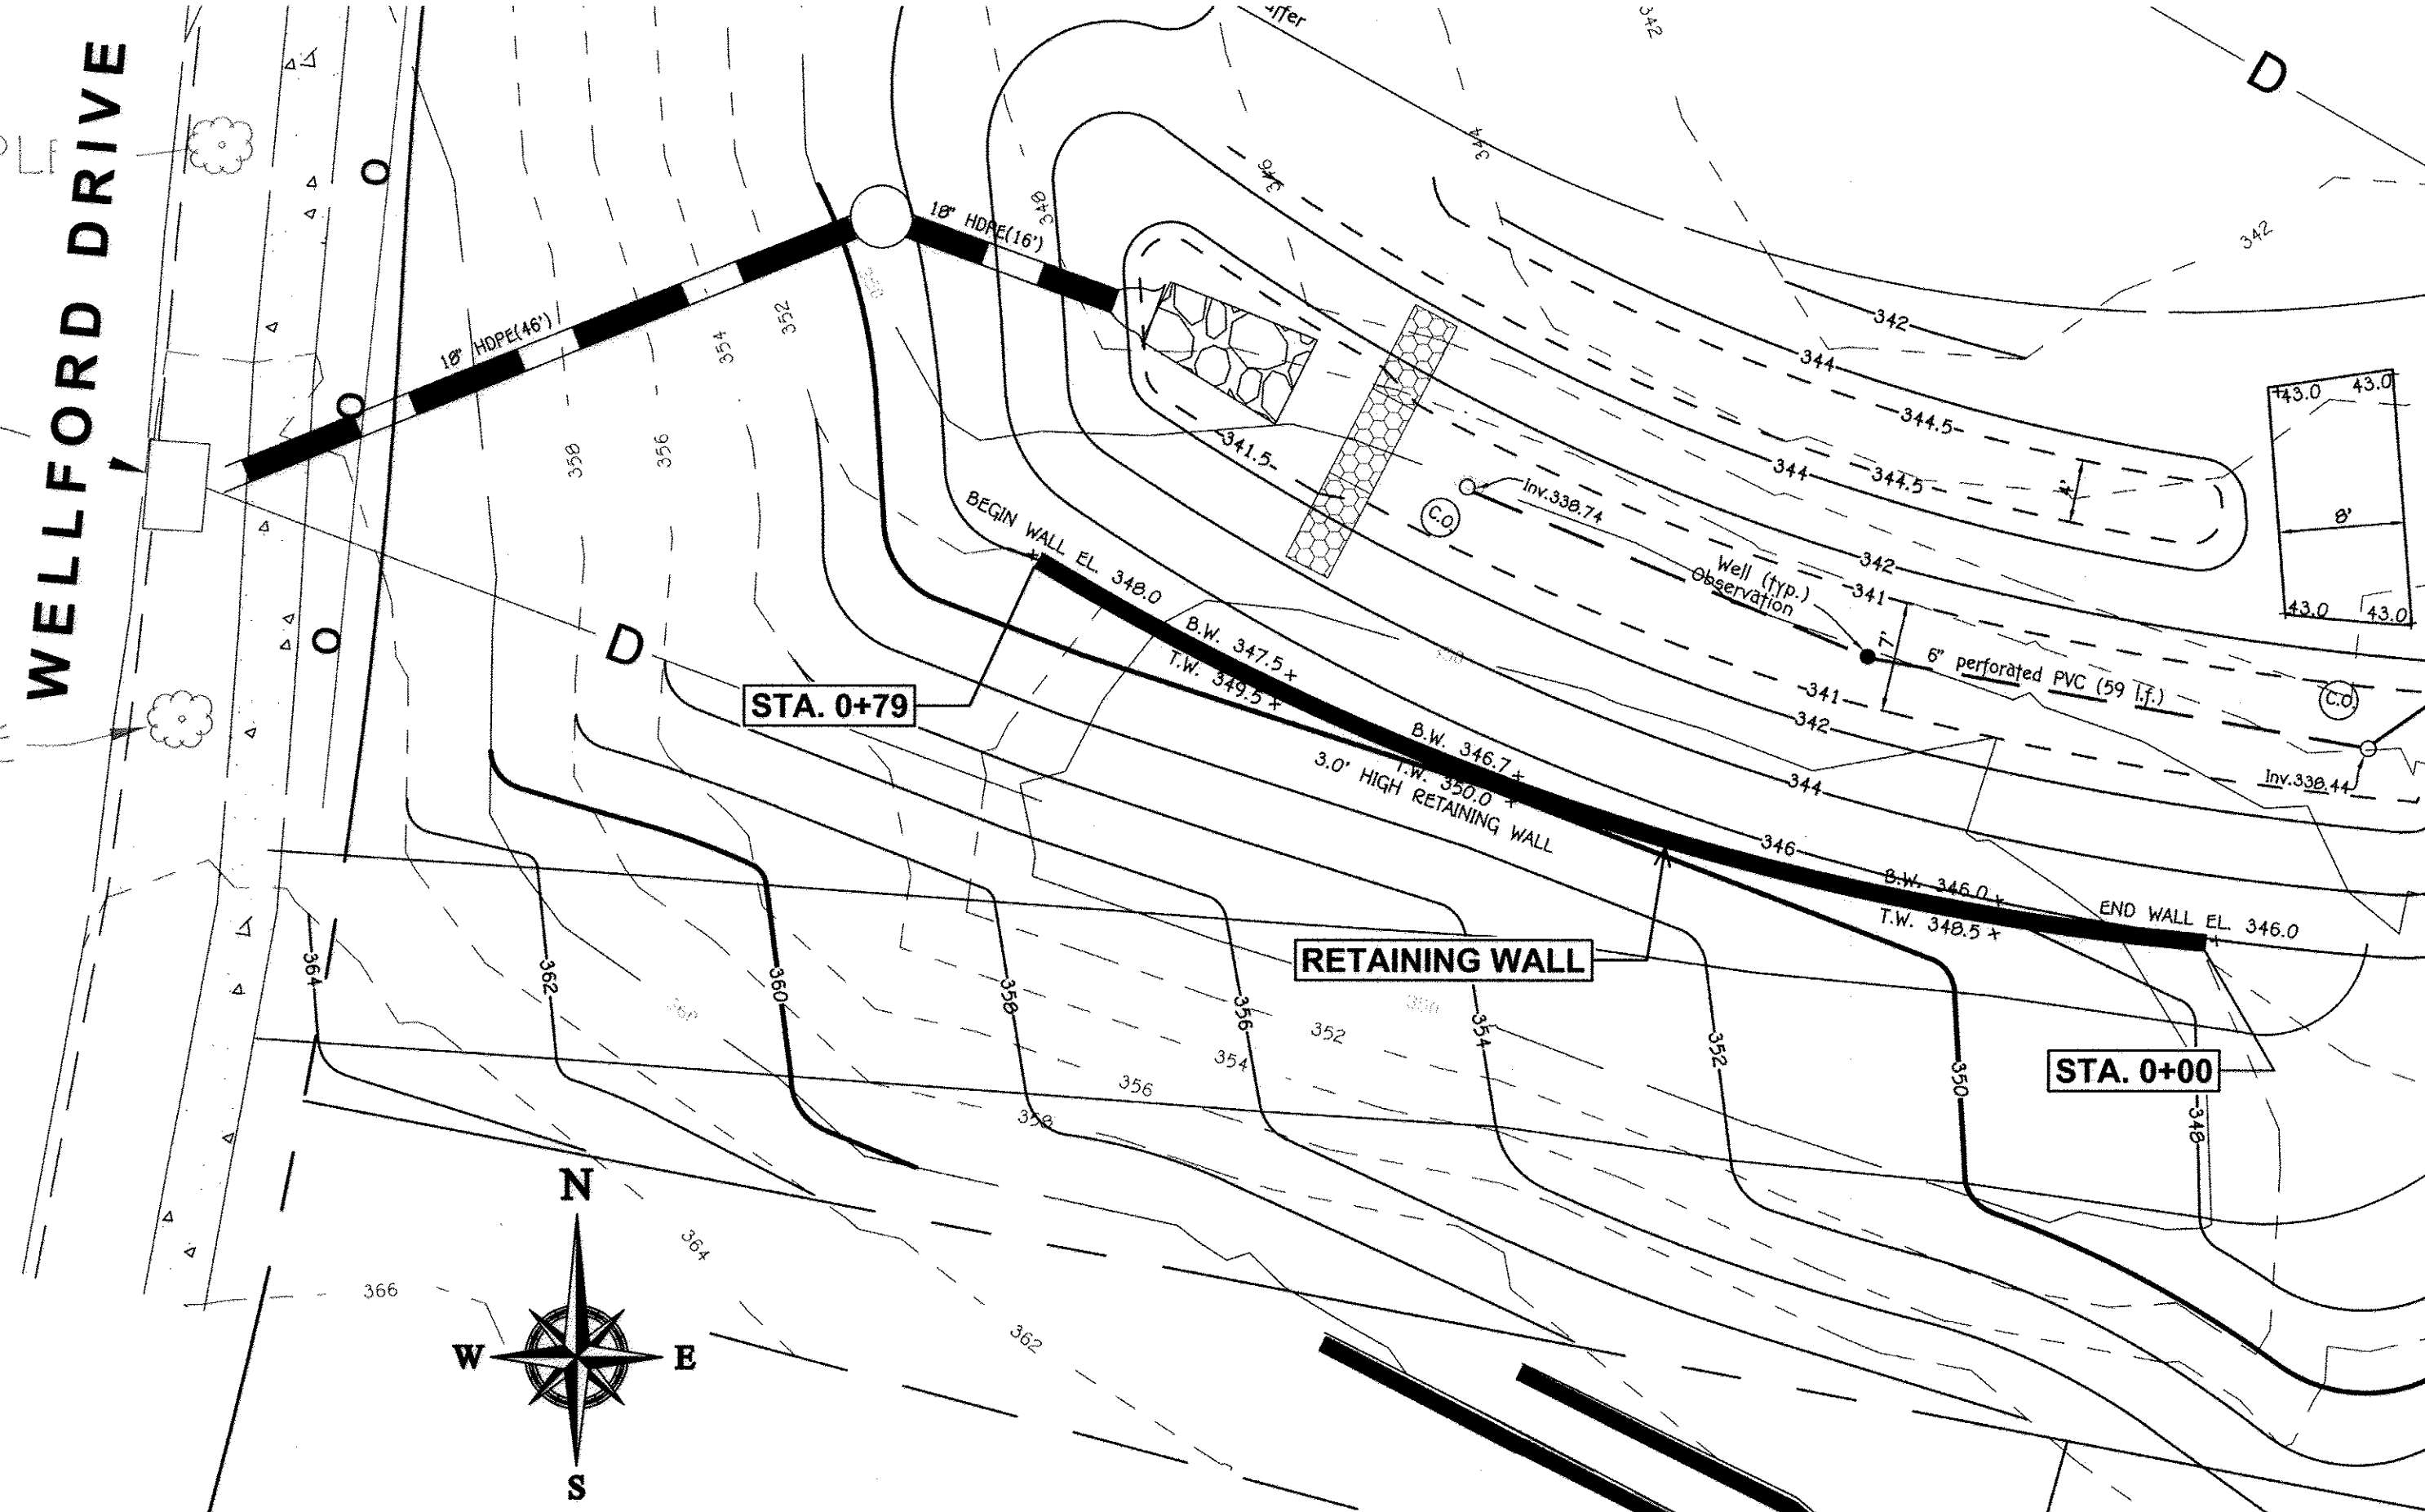 WELLFORD DRIVE
342
344
346
348
D
342
18" HDPE(16')
18" HDPE(46')
352
354
356
358
342
344
344.5
344
344.5
4'
43.0
43.0
8'
43.0
43.0
341.5
Inv.338.74
C.O.
342
Well (typ.)
Observation
341
7'
6" perforated PVC (59 l.f.)
C.O.
341
342
Inv.338.44
344
BEGIN WALL EL. 348.0
B.W. 347.5
T.W. 349.5
D
STA. 0+79
B.W. 346.7
T.W. 350.0
3.0' HIGH RETAINING WALL
346
B.W. 346.0
T.W. 348.5
END WALL EL. 346.0
RETAINING WALL
STA. 0+00
364
362
360
358
356
354
352
350
348
360
350
352
354
356
358
364
366
362
N
W
E
S